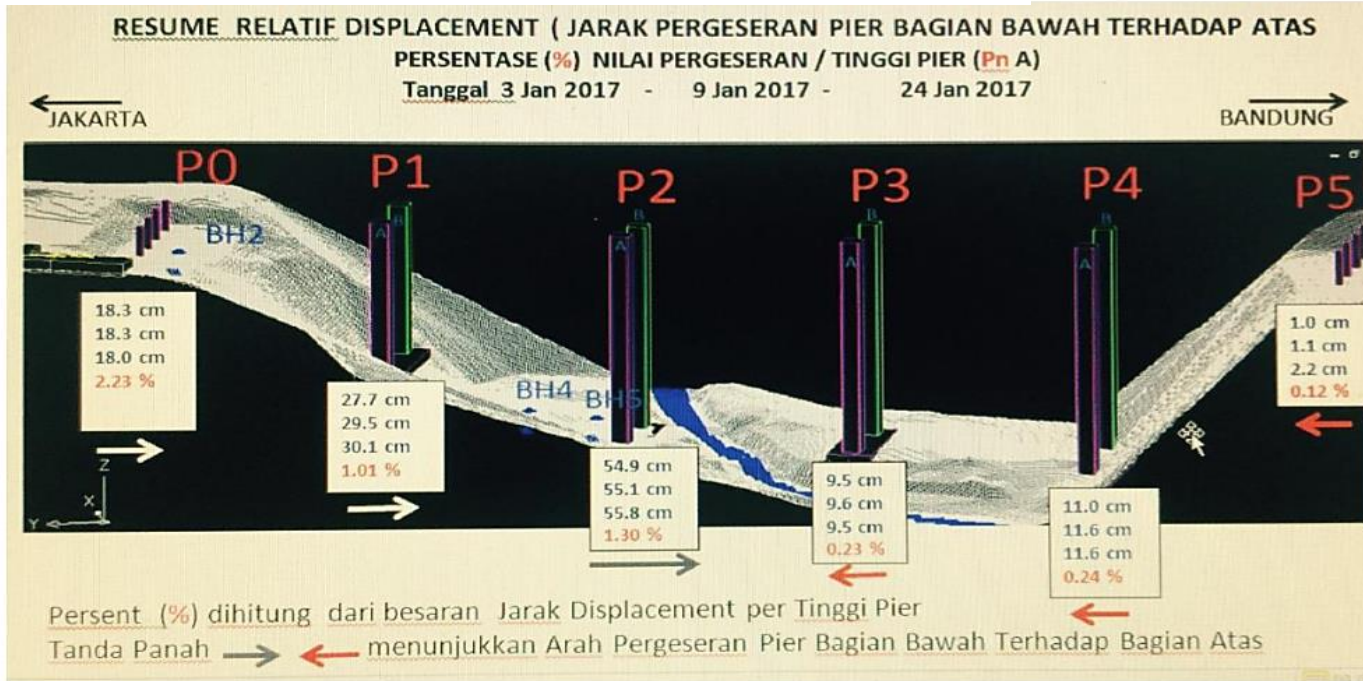 RESUME RELATIF DISPLACEMENT ( JARAK PERGESERAN PIER BAGIAN BAWAH TERHADAP ATAS
PERSENTASE (%) NILAI PERGESERAN / TINGGI PIER (Pn A)
Tanggal 3 Jan 2017 - 9 Jan 2017 - 24 Jan 2017
JAKARTA
BANDUNG
P0
P1
P2
P3
P4
P5
BH2
A
B
A
B
A
B
A
B
BH4
BH5
18.3 cm
18.3 cm
18.0 cm
2.23 %
27.7 cm
29.5 cm
30.1 cm
1.01 %
54.9 cm
55.1 cm
55.8 cm
1.30 %
9.5 cm
9.6 cm
9.5 cm
0.23 %
11.0 cm
11.6 cm
11.6 cm
0.24 %
1.0 cm
1.1 cm
2.2 cm
0.12 %
Z
X
Y
Persent (%) dihitung dari besaran Jarak Displacement per Tinggi Pier
Tanda Panah menunjukkan Arah Pergeseran Pier Bagian Bawah Terhadap Bagian Atas